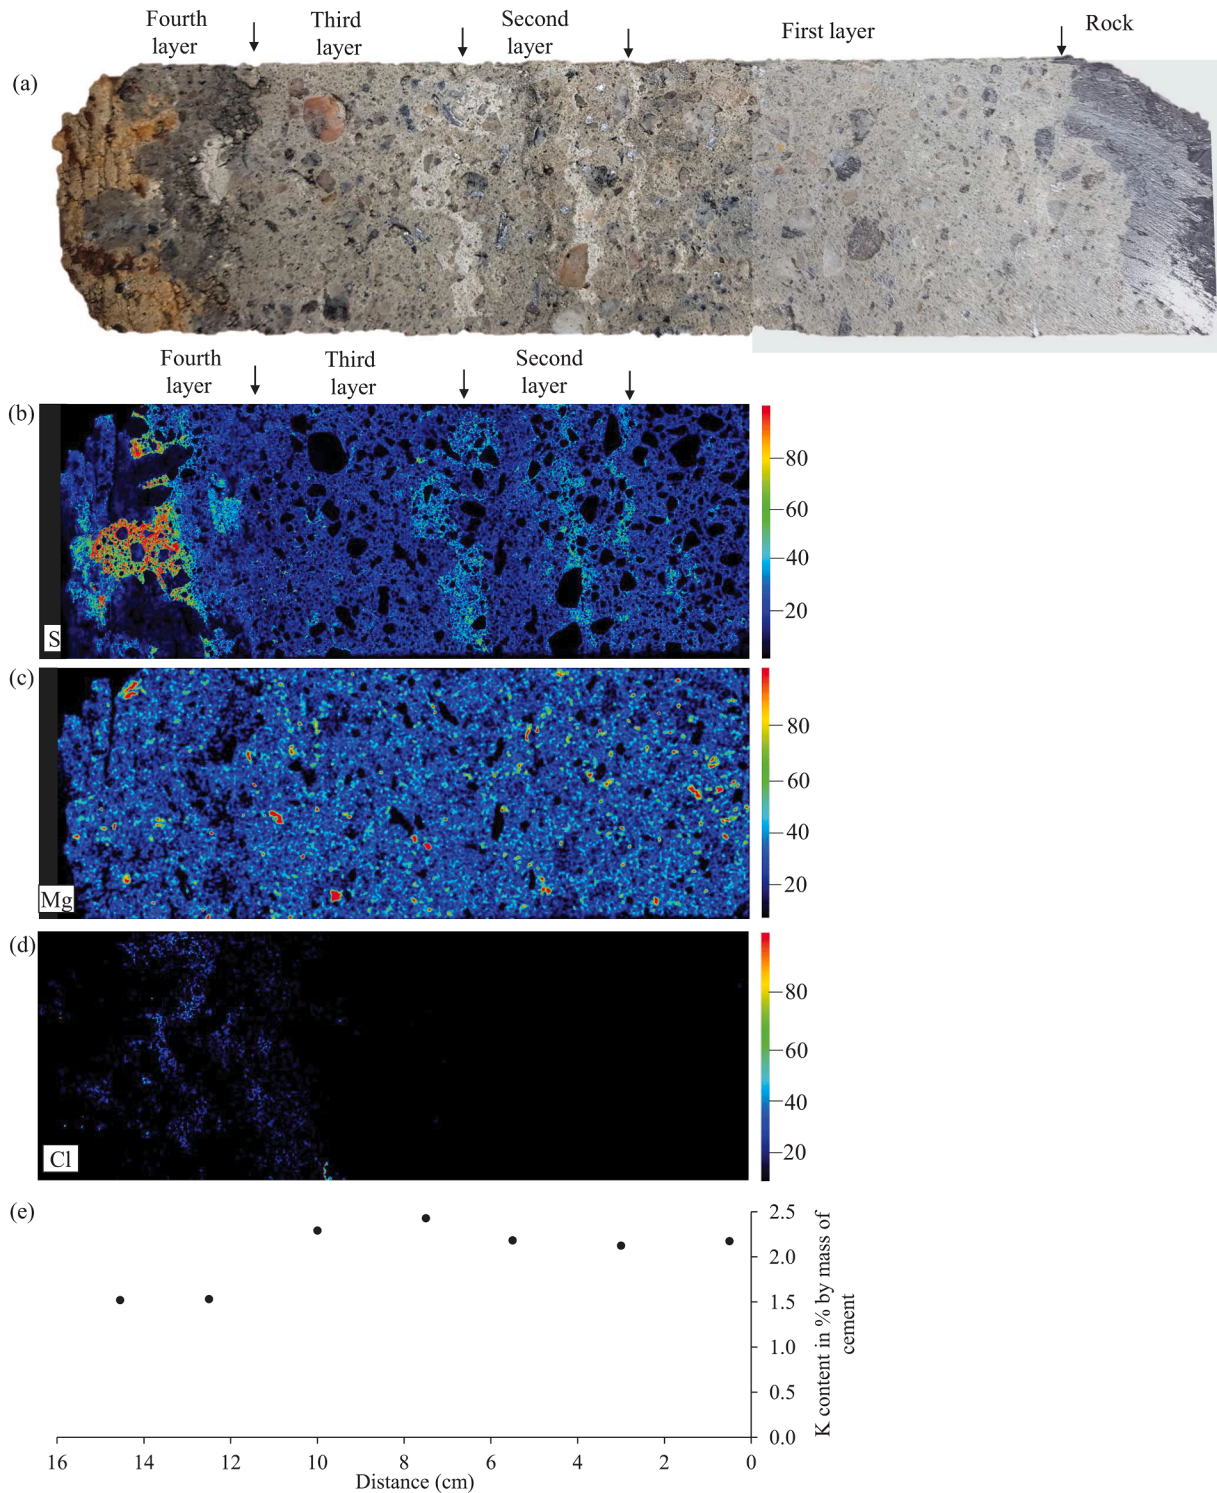 Fourth
layer
Third
layer
Second
layer
First layer
Rock
(a)
Fourth
layer
Third
layer
Second
layer
(b)
80
60
40
20
S
(c)
80
60
40
20
Mg
(d)
80
60
40
20
Cl
(e)
2.5
2.0
1.5
1.0
0.5
0.0
K content in % by mass of
cement
16 14 12 10 8 6 4 2 0
Distance (cm)